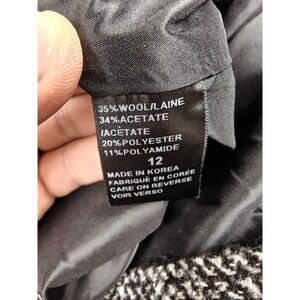 35% WOOL/LAINE
34% ACETATE
/ACÈTATE
20% POLYESTER
11% POLYAMIDE
12
MADE IN KOREA
FABRIQUÉ EN CORÉE
CARE ON REVERSE
VOIR VERSO